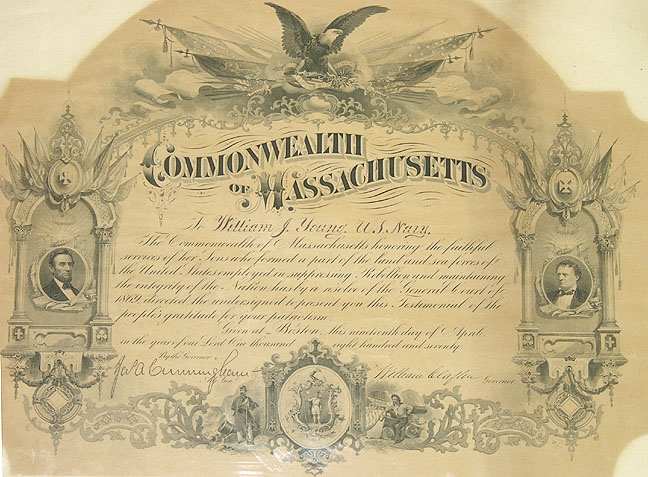 COMMONWEALTH
OF MASSACHUSETTS
To William J. Young, U.S. Navy.
The Commonwealth of Massachusetts honoring the faithful
services of her Sons who formed a part of the land and sea forces of
the United States employed in suppressing Rebellion and maintaining
the integrity of the Nation has by a resolve of the General Court of
1869 directed the undersigned to present you this Testimonial of the
people's gratitude for your patriotism
Given at Boston, this nineteenth day of April
in the year of our Lord One thousand eight hundred and seventy.
By the Governor
Jas A Cunningham
William Claflin Governor